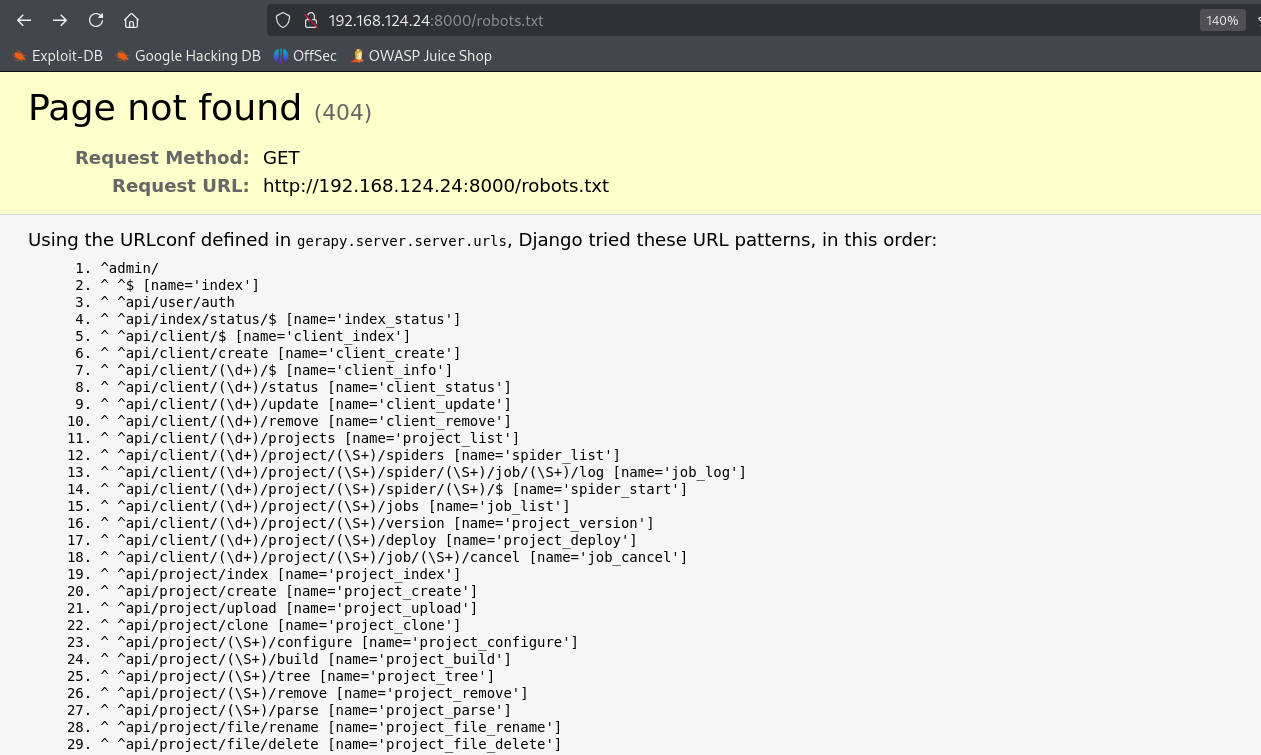 192.168.124.24:8000/robots.txt
140%
Exploit-DB Google Hacking DB OffSec OWASP Juice Shop
Page not found (404)
Request Method: GET
Request URL: http://192.168.124.24:8000/robots.txt
Using the URLconf defined in gerapy.server.server.urls, Django tried these URL patterns, in this order:
1. ^admin/
2. ^ ^$ [name='index']
3. ^ ^api/user/auth
4. ^ ^api/index/status/$ [name='index_status']
5. ^ ^api/client/$ [name='client_index']
6. ^ ^api/client/create [name='client_create']
7. ^ ^api/client/(\d+)/$ [name='client_info']
8. ^ ^api/client/(\d+)/status [name='client_status']
9. ^ ^api/client/(\d+)/update [name='client_update']
10. ^ ^api/client/(\d+)/remove [name='client_remove']
11. ^ ^api/client/(\d+)/projects [name='project_list']
12. ^ ^api/client/(\d+)/project/(\S+)/spiders [name='spider_list']
13. ^ ^api/client/(\d+)/project/(\S+)/spider/(\S+)/job/(\S+)/log [name='job_log']
14. ^ ^api/client/(\d+)/project/(\S+)/spider/(\S+)/$ [name='spider_start']
15. ^ ^api/client/(\d+)/project/(\S+)/jobs [name='job_list']
16. ^ ^api/client/(\d+)/project/(\S+)/version [name='project_version']
17. ^ ^api/client/(\d+)/project/(\S+)/deploy [name='project_deploy']
18. ^ ^api/client/(\d+)/project/(\S+)/job/(\S+)/cancel [name='job_cancel']
19. ^ ^api/project/index [name='project_index']
20. ^ ^api/project/create [name='project_create']
21. ^ ^api/project/upload [name='project_upload']
22. ^ ^api/project/clone [name='project_clone']
23. ^ ^api/project/(\S+)/configure [name='project_configure']
24. ^ ^api/project/(\S+)/build [name='project_build']
25. ^ ^api/project/(\S+)/tree [name='project_tree']
26. ^ ^api/project/(\S+)/remove [name='project_remove']
27. ^ ^api/project/(\S+)/parse [name='project_parse']
28. ^ ^api/project/file/rename [name='project_file_rename']
29. ^ ^api/project/file/delete [name='project_file_delete']